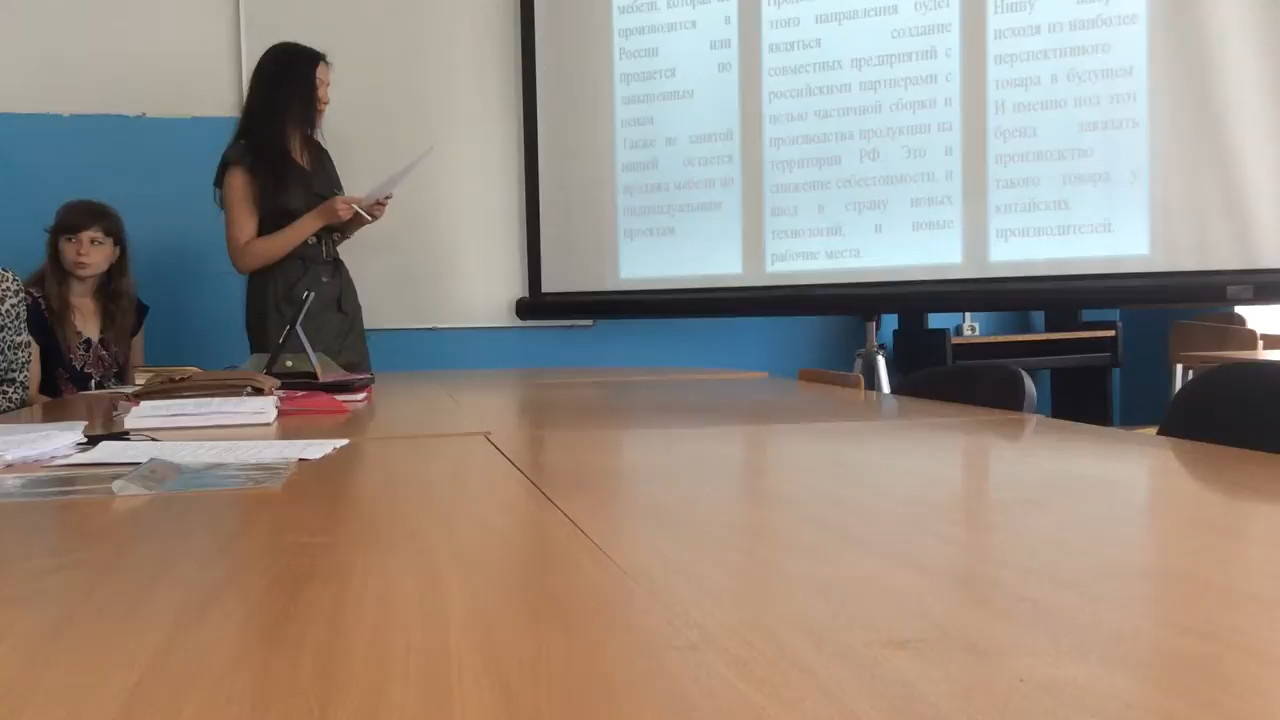 мебели, которая не
производится в
России или
продается по
завышенным
ценам.
Также не занятой
нишей остается
продажа мебели по
индивидуальным
проектам.
этого направления будет
являться создание
совместных предприятий с
российскими партнерами с
целью частичной сборки и
производства продукции на
территории РФ. Это и
снижение себестоимости, и
ввод в страну новых
технологий, и новые
рабочие места.
Нишу
исходя из наиболее
перспективного
товара в будущем.
И именно под этот
бренд заказать
производство
такого товара у
китайских
производителей.